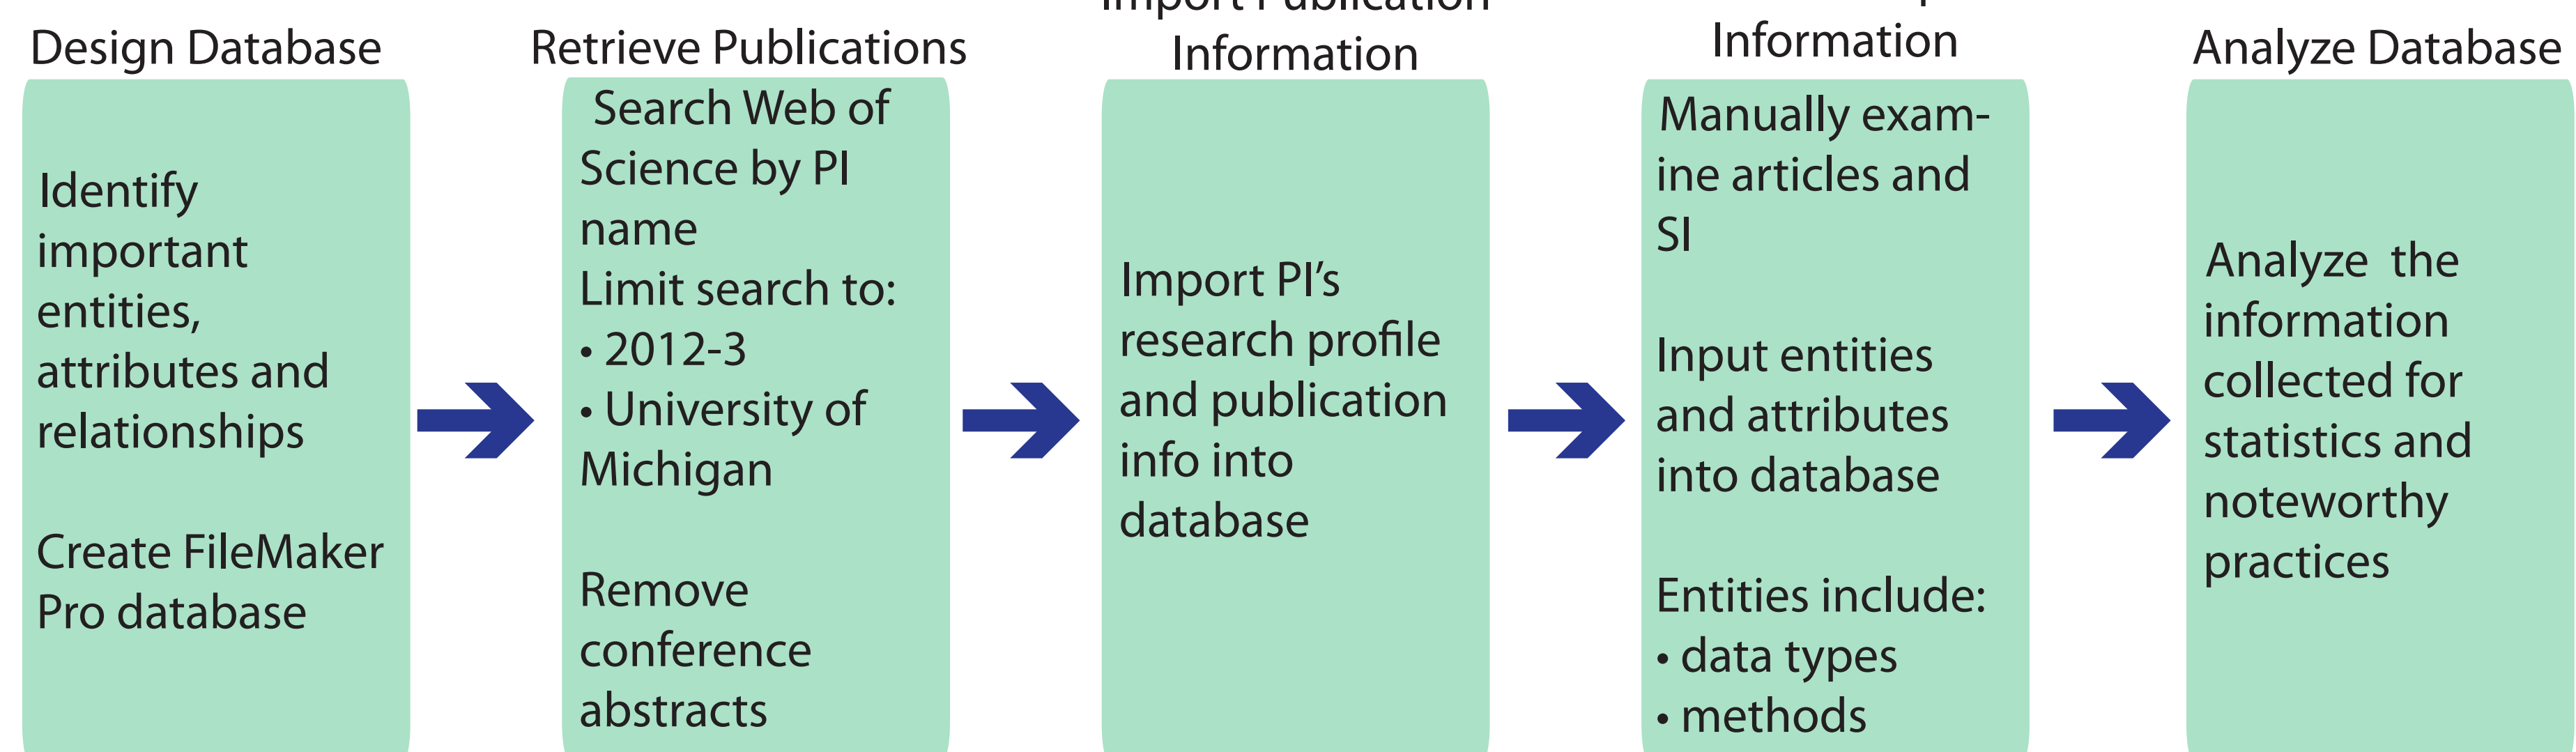 Design Database
Identify
important
entities,
attributes and
relationships
Create FileMaker
Pro database
Retrieve Publications
Search Web of
Science by PI
name
Limit search to:
• 2012-3
• University of
Michigan
Remove
conference
abstracts
Import Publication
Information
Import PI’s
research profile
and publication
info into
database
Information
Manually exam-
ine articles and
SI
Input entities
and attributes
into database
Entities include:
• data types
• methods
Analyze Database
Analyze  the
information
collected for
statistics and
noteworthy
practices